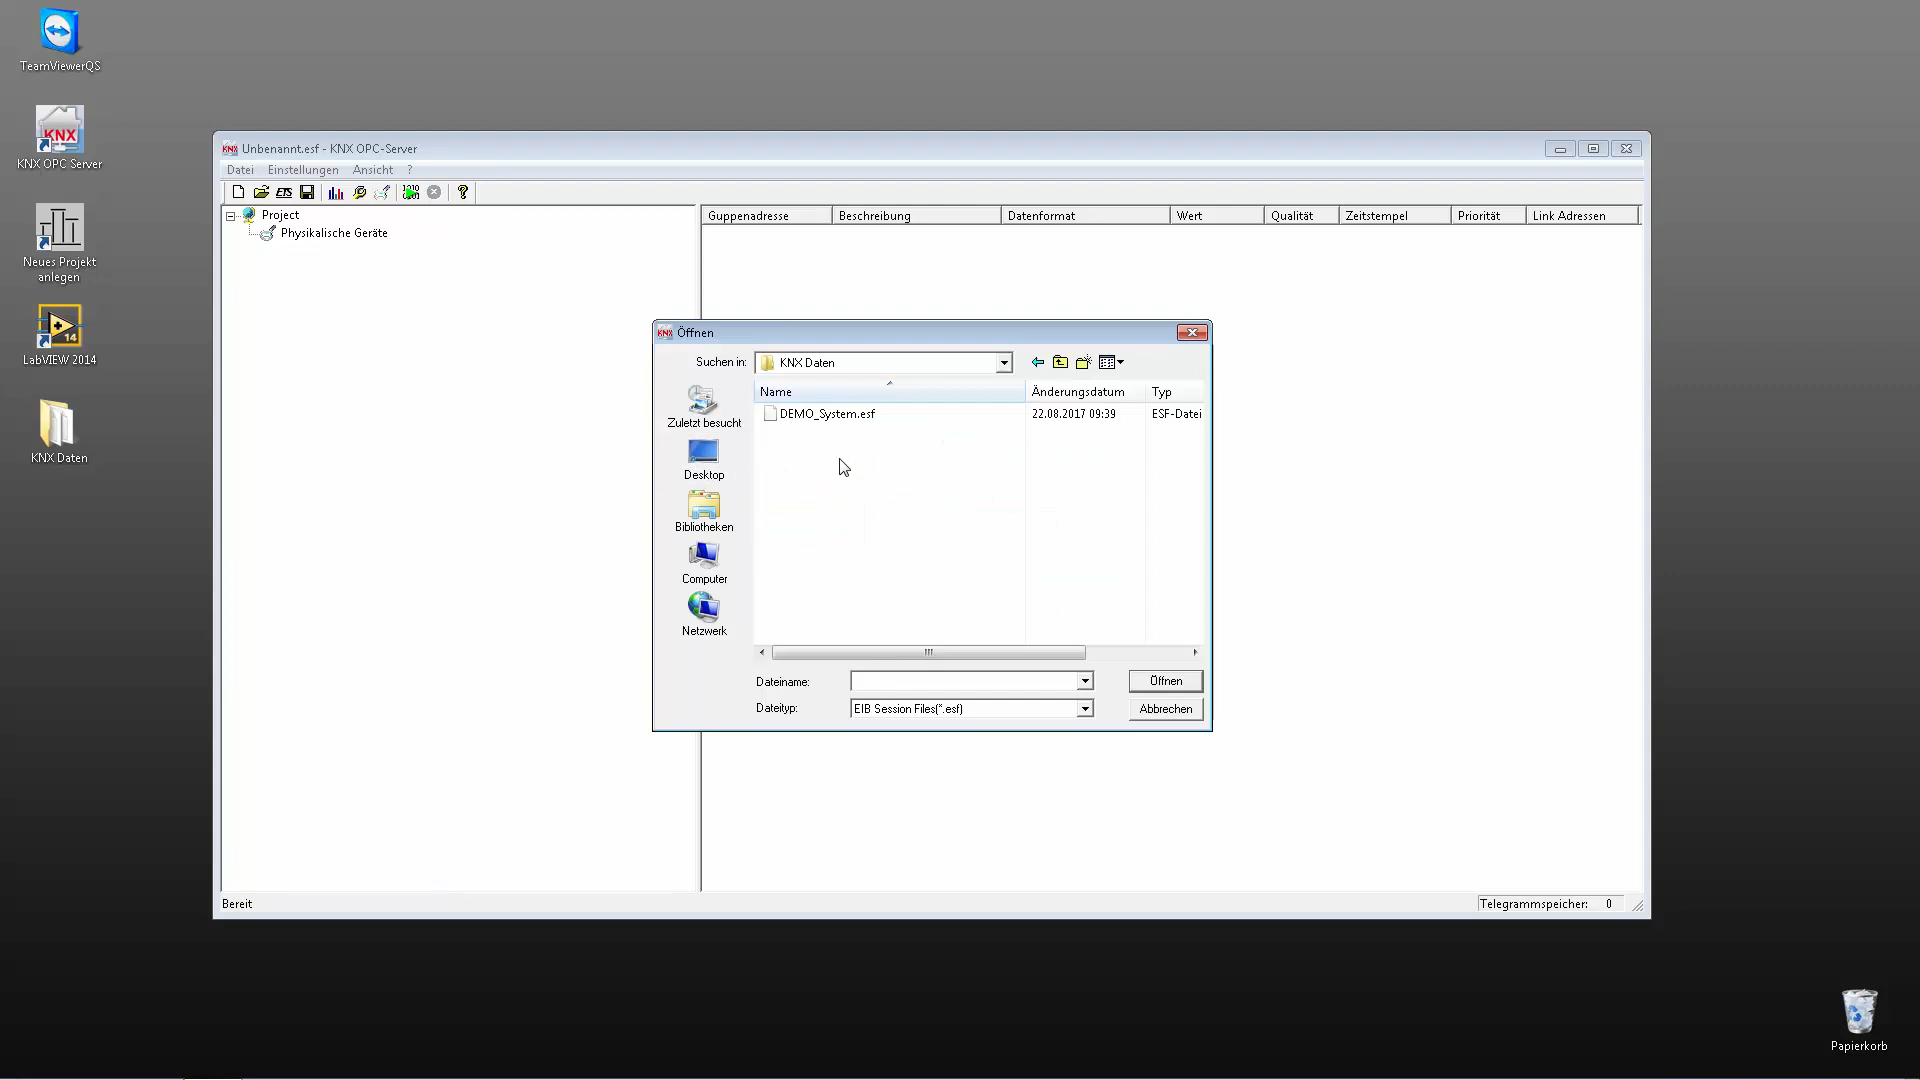 TeamViewerQS
KNX
KNX OPC Server
Neues Projekt
anlegen
14
LabVIEW 2014
KNX Daten
KNX Unbenannt.esf - KNX OPC-Server
Datei Einstellungen Ansicht ?
ETS
Project
Physikalische Geräte
Guppenadresse Beschreibung Datenformat Wert Qualität Zeitstempel Priorität Link Adressen
KNX Öffnen
Suchen in: KNX Daten
Name Änderungsdatum Typ
DEMO_System.esf 22.08.2017 09:39 ESF-Datei
Zuletzt besucht
Desktop
Bibliotheken
Computer
Netzwerk
Dateiname: Öffnen
Dateityp: EIB Session Files(*.esf) Abbrechen
Bereit Telegrammspeicher: 0
Papierkorb